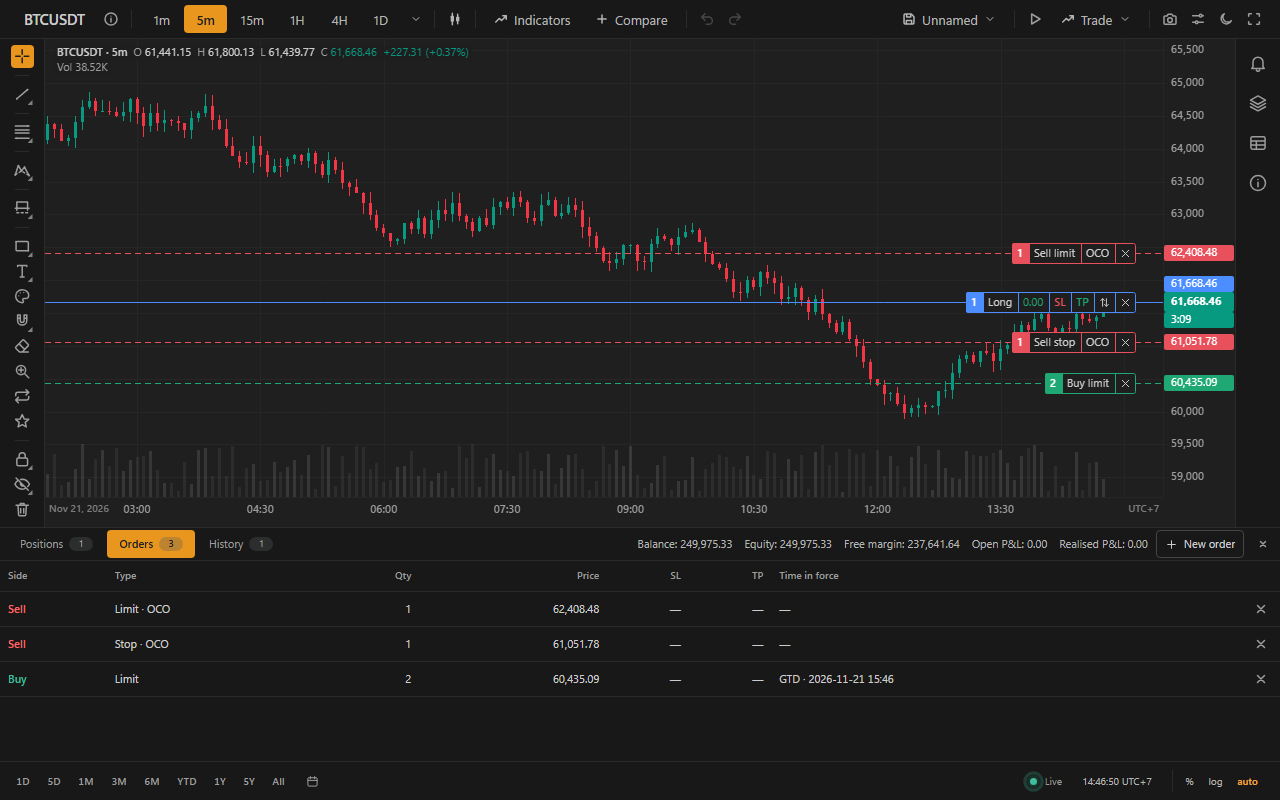 BTCUSDT 1m 5m 15m 1H 4H 1D Indicators Compare Unnamed Trade
BTCUSDT · 5m O 61,441.15 H 61,800.13 L 61,439.77 C 61,668.46 +227.31 (+0.37%)
Vol 38.52K
65,500
65,000
64,500
64,000
63,500
63,000
1 Sell limit OCO 62,408.48
61,668.46
1 Long 0.00 SL TP 61,668.46
3:09
1 Sell stop OCO 61,051.78
2 Buy limit 60,435.09
60,000
59,500
59,000
Nov 21, 2026 03:00 04:30 06:00 07:30 09:00 10:30 12:00 13:30 UTC+7
Positions 1 Orders 3 History 1 Balance: 249,975.33 Equity: 249,975.33 Free margin: 237,641.64 Open P&L: 0.00 Realised P&L: 0.00 New order
Side Type Qty Price SL TP Time in force
Sell Limit · OCO 1 62,408.48 — — —
Sell Stop · OCO 1 61,051.78 — — —
Buy Limit 2 60,435.09 — — GTD · 2026-11-21 15:46
1D 5D 1M 3M 6M YTD 1Y 5Y All Live 14:46:50 UTC+7 % log auto